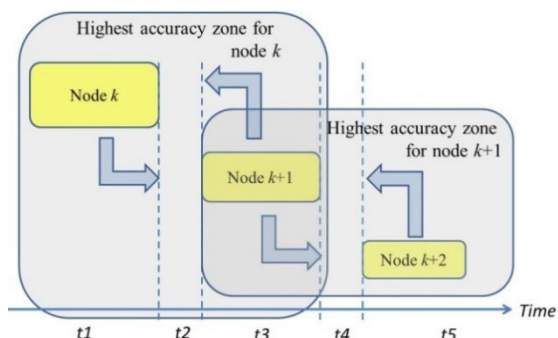 Highest accuracy zone for
node k
Node k
Highest accuracy zone
for node k+1
Node k+1
Node k+2
Time
t1 t2 t3 t4 t5